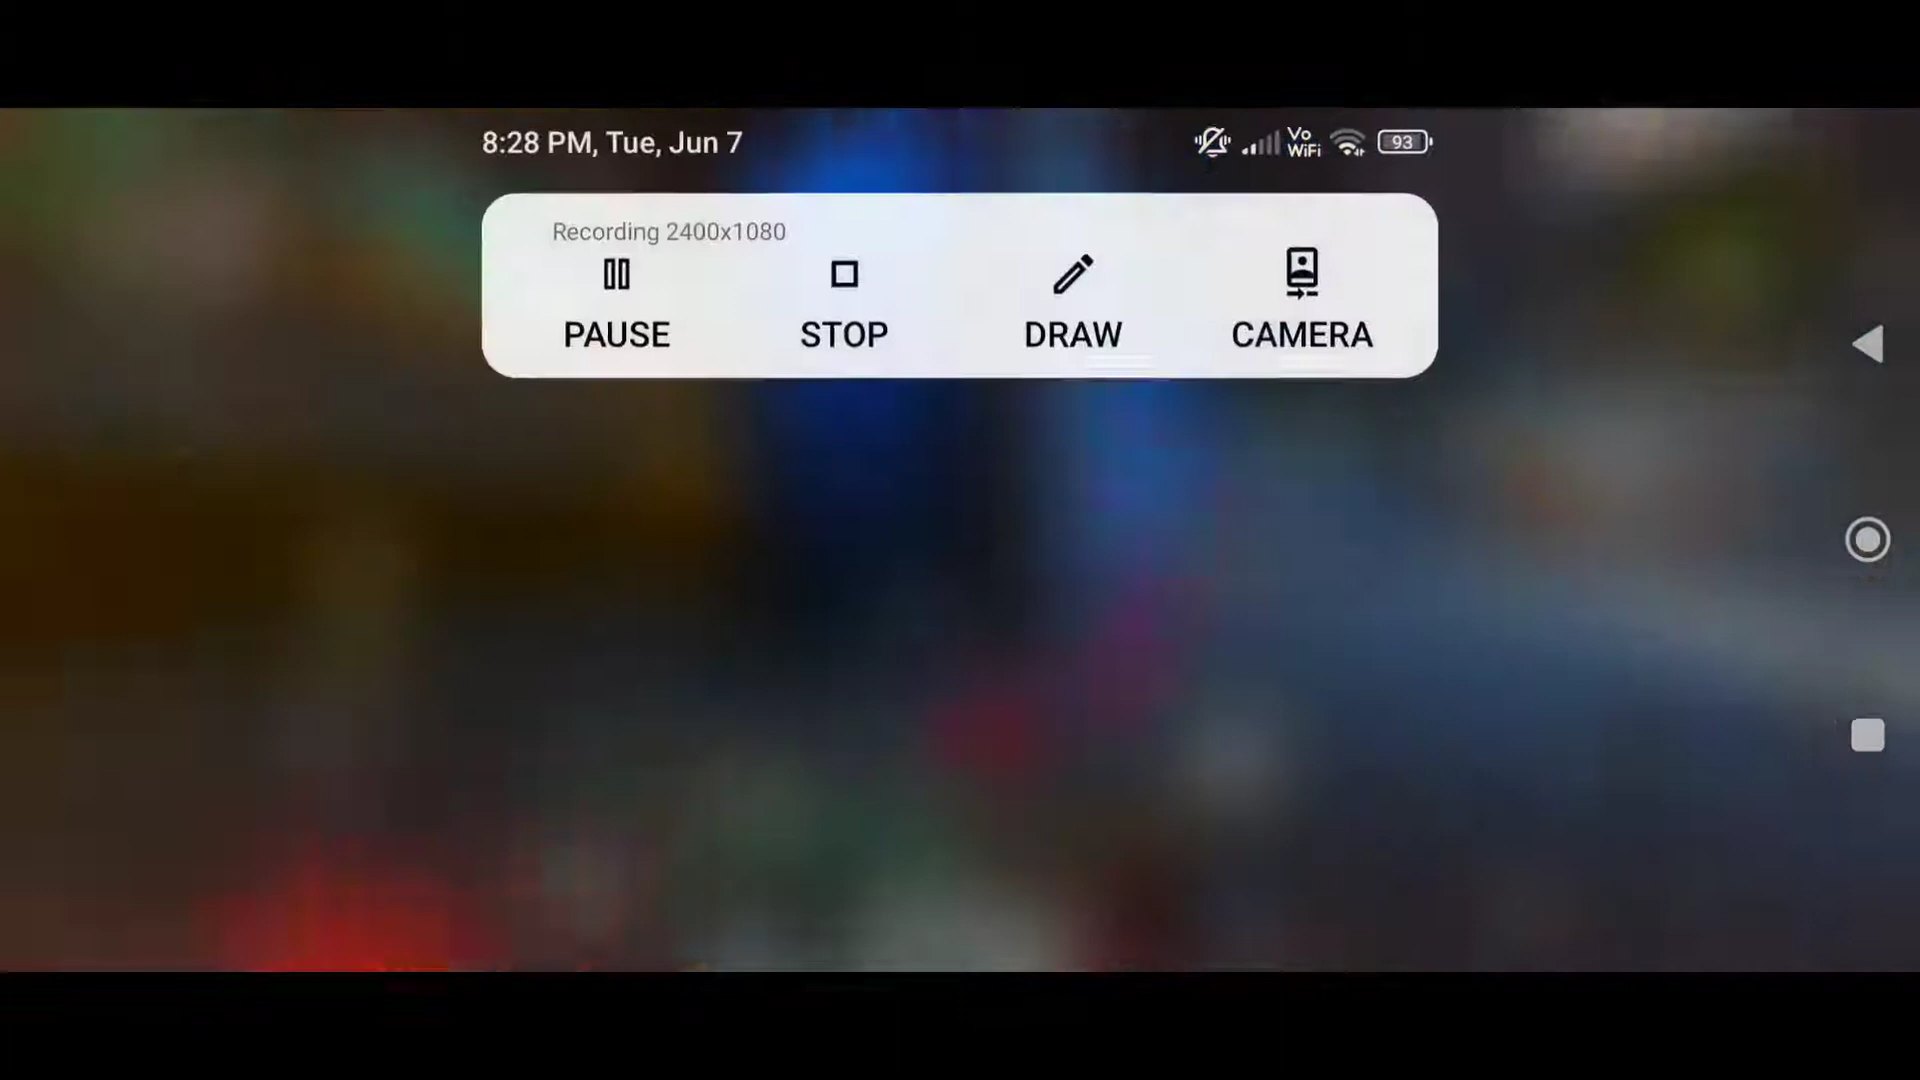 8:28 PM, Tue, Jun 7
Vo
WiFi
93
Recording 2400x1080
PAUSE
STOP
DRAW
CAMERA